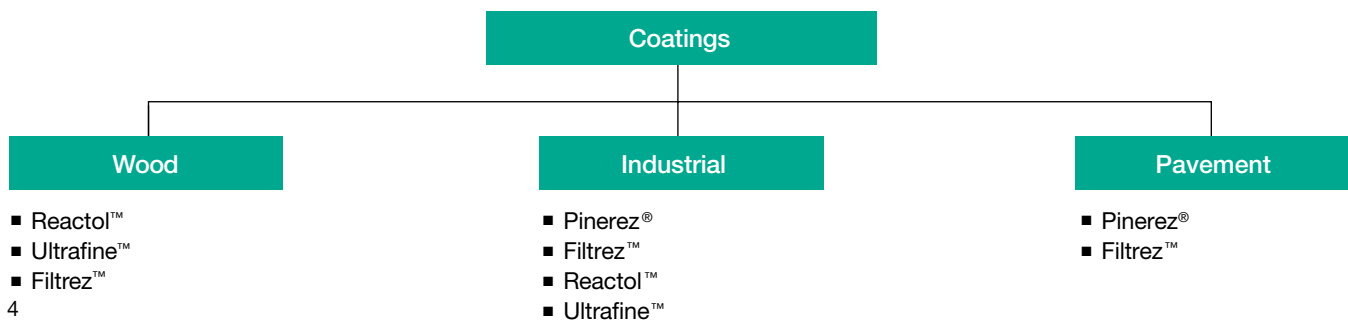 Coatings
Wood
■ Reactol™
■ Ultrafine™
■ Filtrez™
Industrial
■ Pinerez®
■ Filtrez™
■ Reactol™
■ Ultrafine™
Pavement
■ Pinerez®
■ Filtrez™
4